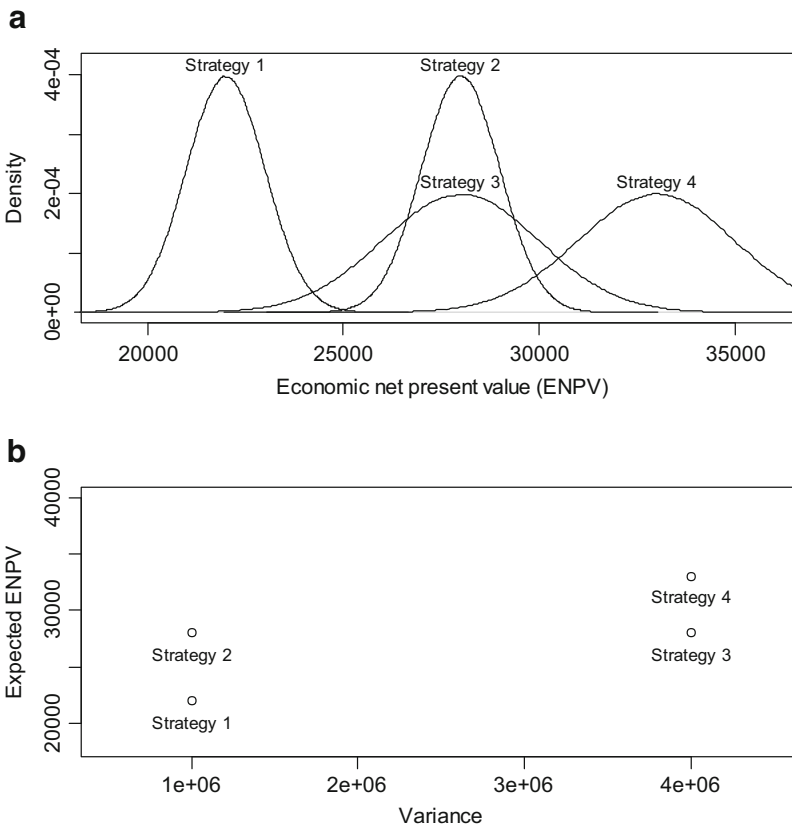 a
Strategy 1
Strategy 2
Strategy 3
Strategy 4
Density
0e+00
2e-04
4e-04
20000
25000
30000
35000
Economic net present value (ENPV)
b
Expected ENPV
20000
30000
40000
Strategy 4
Strategy 2
Strategy 3
Strategy 1
1e+06
2e+06
3e+06
4e+06
Variance